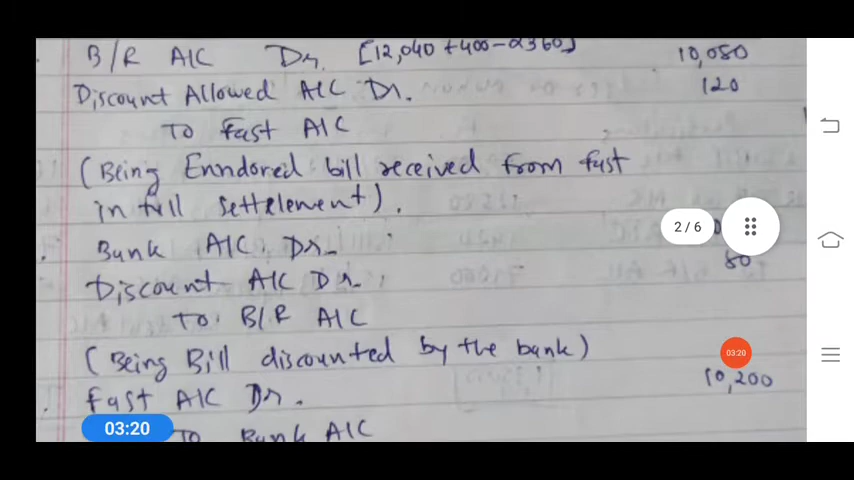 B/R A/C Dr. [12,040 +400-2360] 10,080
Discount Allowed A/C Dr. 120
To Fast A/C
(Being Enndored bill received from fast
in full settelement).
Bank A/C Dr.
80
Discount A/C Dr.
To B/R A/C
(Being Bill discounted by the bank)
Fast A/C Dr. 10,200
To Bank A/C
2/6
03:20
03:20